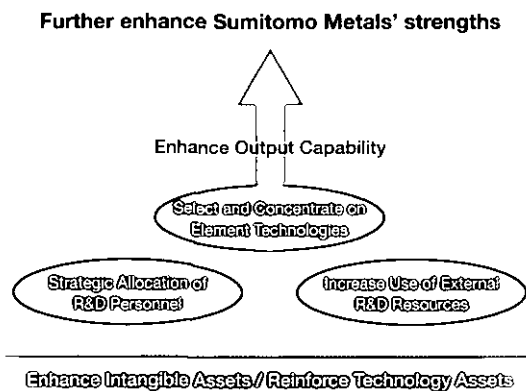 Further enhance Sumitomo Metals' strengths
Enhance Output Capability
Select and Concentrate on
Element Technologies
Strategic Allocation of
R&D Personnel
Increase Use of External
R&D Resources
Enhance Intangible Assets / Reinforce Technology Assets